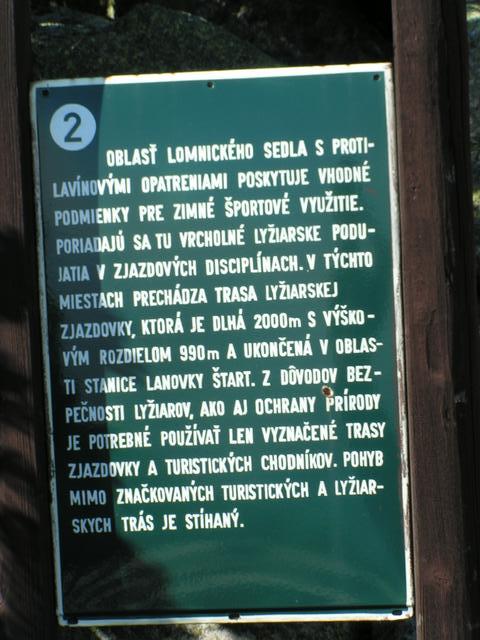 2
OBLASŤ LOMNICKÉHO SEDLA S PROTI-
LAVÍNOVÝMI OPATRENIAMI POSKYTUJE VHODNÉ
PODMIENKY PRE ZIMNÉ ŠPORTOVÉ VYUŽITIE.
PORIADAJÚ SA TU VRCHOLNÉ LYŽIARSKE PODU-
JATIA V ZJAZDOVÝCH DISCIPLÍNACH. V TÝCHTO
MIESTACH PRECHÁDZA TRASA LYŽIARSKEJ
ZJAZDOVKY, KTORÁ JE DLHÁ 2000m S VÝŠKO-
VÝM ROZDIELOM 990m A UKONČENÁ V OBLAS-
TI STANICE LANOVKY ŠTART. Z DÔVODOV BEZ-
PEČNOSTI LYŽIAROV, AKO AJ OCHRANY PRÍRODY
JE POTREBNÉ POUŽÍVAŤ LEN VYZNAČENÉ TRASY
ZJAZDOVKY A TURISTICKÝCH CHODNÍKOV. POHYB
MIMO ZNAČKOVANÝCH TURISTICKÝCH A LYŽIAR-
SKYCH TRÁS JE STÍHANÝ.